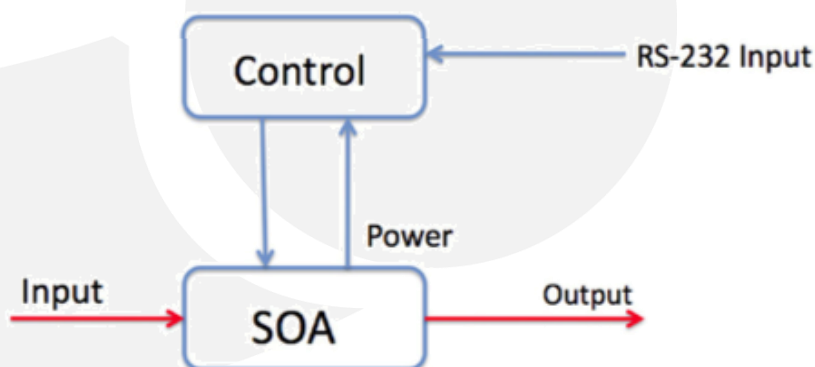 Control
RS-232 Input
Power
Input
Output
SOA